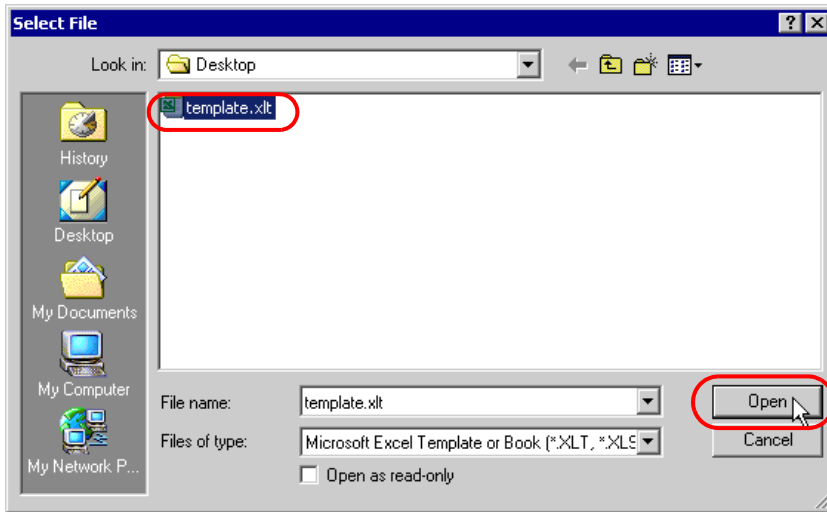 Select File
Look in:
Desktop
template.xlt
History
Desktop
My Documents
My Computer
My Network P...
File name:
template.xlt
Open
Files of type:
Microsoft Excel Template or Book (*.XLT, *.XLS
Cancel
Open as read-only